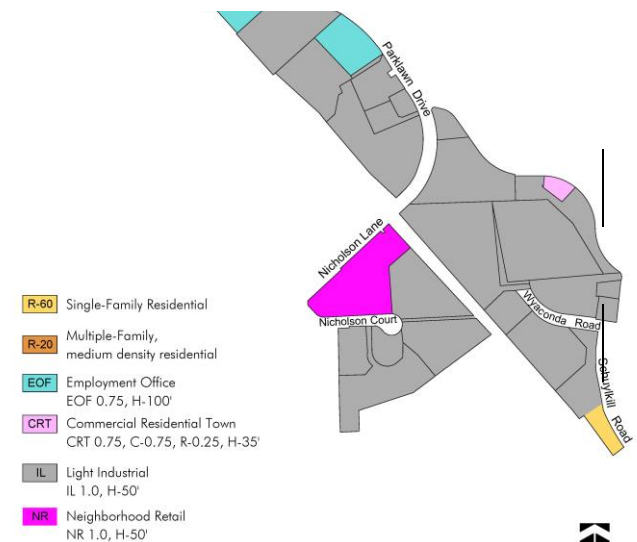 Parklawn Drive
Nicholson Lane
Nicholson Court
Wyaconda Road
Schuylkill Road
R-60 Single-Family Residential
R-20 Multiple-Family,
medium density residential
EOF Employment Office
EOF 0.75, H-100'
CRT Commercial Residential Town
CRT 0.75, C-0.75, R-0.25, H-35'
IL Light Industrial
IL 1.0, H-50'
NR Neighborhood Retail
NR 1.0, H-50'